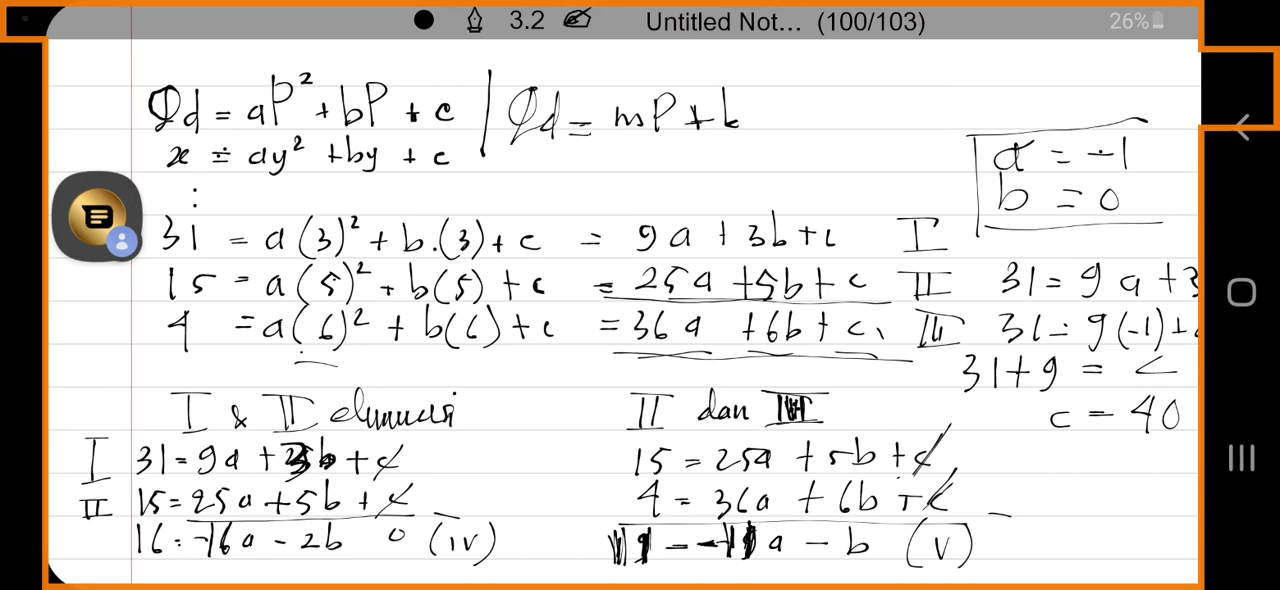 3.2 Untitled Not... (100/103) 26%
Qd = aP² + bP + c | Qd = mP + k
x = ay² + by + c
a = -1
b = 0
:
31 = a(3)² + b.(3) + c = 9a + 3b + c I
15 = a(5)² + b(5) + c = 25a + 5b + c II 31 = 9a + 3
4 = a(6)² + b(6) + c = 36a + 6b + c III 31 = 9(-1) +
31 + 9 = c
c = 40
I & II eliminasi
I 31 = 9a + 3b + c
II 15 = 25a + 5b + c
16 = -16a - 2b 0 (iv)
II dan III
15 = 25a + 5b + c
4 = 36a + 6b + c
11 = -11a - b (V)